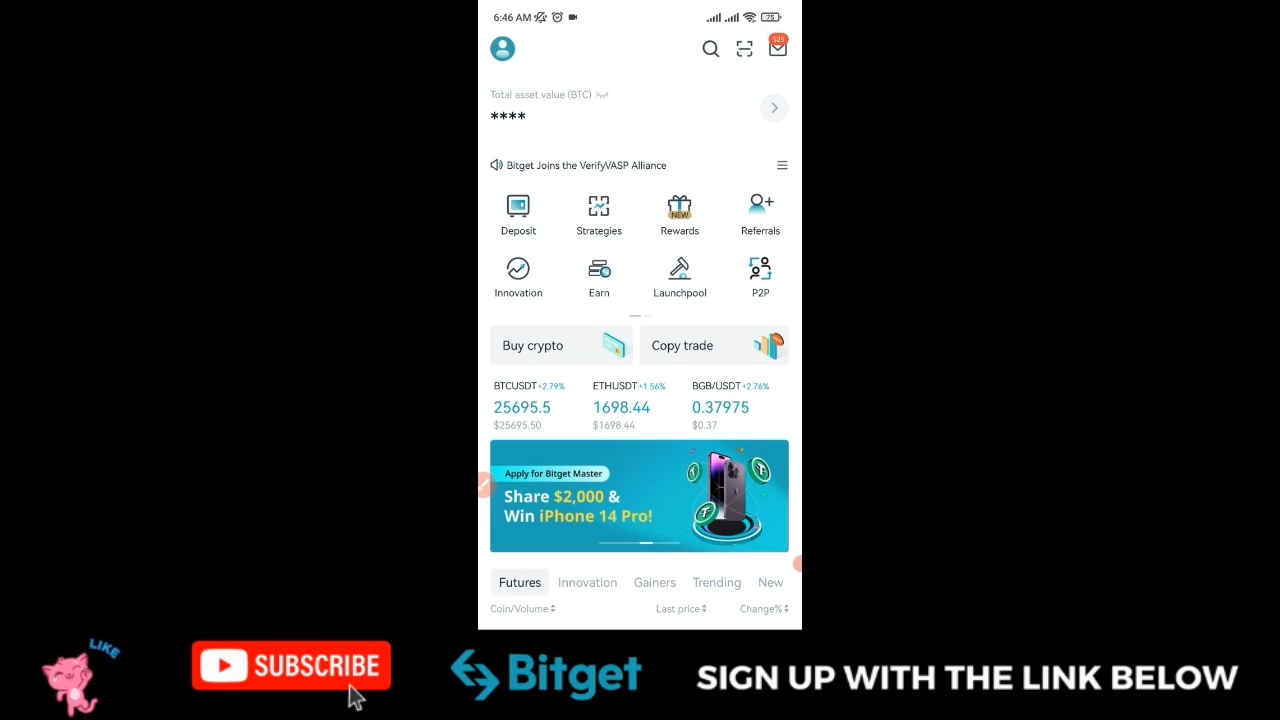 6:46 AM
75
525
Total asset value (BTC)
****
Bitget Joins the VerifyVASP Alliance
Deposit
Strategies
NEW
Rewards
Referrals
Innovation
Earn
Launchpool
P2P
Buy crypto
Copy trade
BTCUSDT+2.79%
ETHUSDT+1.56%
BGB/USDT+2.76%
25695.5
1698.44
0.37975
$25695.50
$1698.44
$0.37
Apply for Bitget Master
Share $2,000 &
Win iPhone 14 Pro!
Futures
Innovation
Gainers
Trending
New
Coin/Volume
Last price
Change%
LIKE
SUBSCRIBE
Bitget
SIGN UP WITH THE LINK BELOW